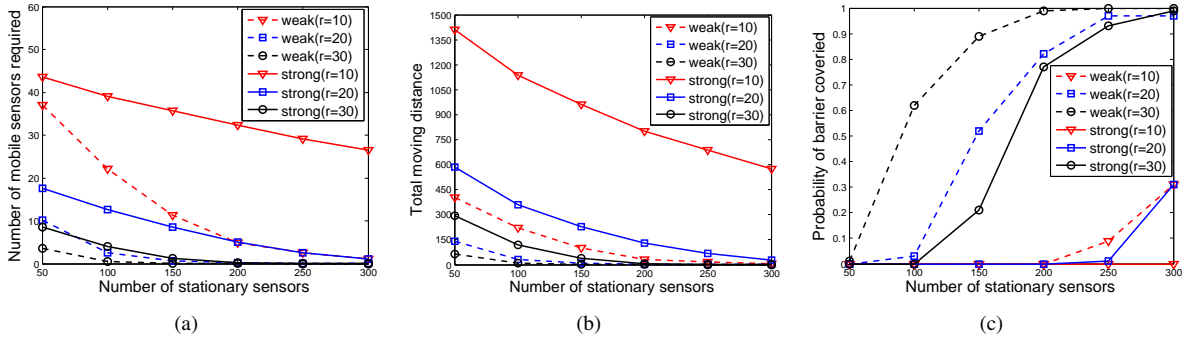 Number of mobile sensors required
60
50
40
30
20
10
0
50
100
150
200
250
300
Number of stationary sensors
weak(r=10)
weak(r=20)
weak(r=30)
strong(r=10)
strong(r=20)
strong(r=30)
(a)
Total moving distance
1500
1350
1200
1050
900
750
600
450
300
150
0
50
100
150
200
250
300
Number of stationary sensors
weak(r=10)
weak(r=20)
weak(r=30)
strong(r=10)
strong(r=20)
strong(r=30)
(b)
Probability of barrier coveried
1
0.9
0.8
0.7
0.6
0.5
0.4
0.3
0.2
0.1
0
50
100
150
200
250
300
Number of stationary sensors
weak(r=10)
weak(r=20)
weak(r=30)
strong(r=10)
strong(r=20)
strong(r=30)
(c)